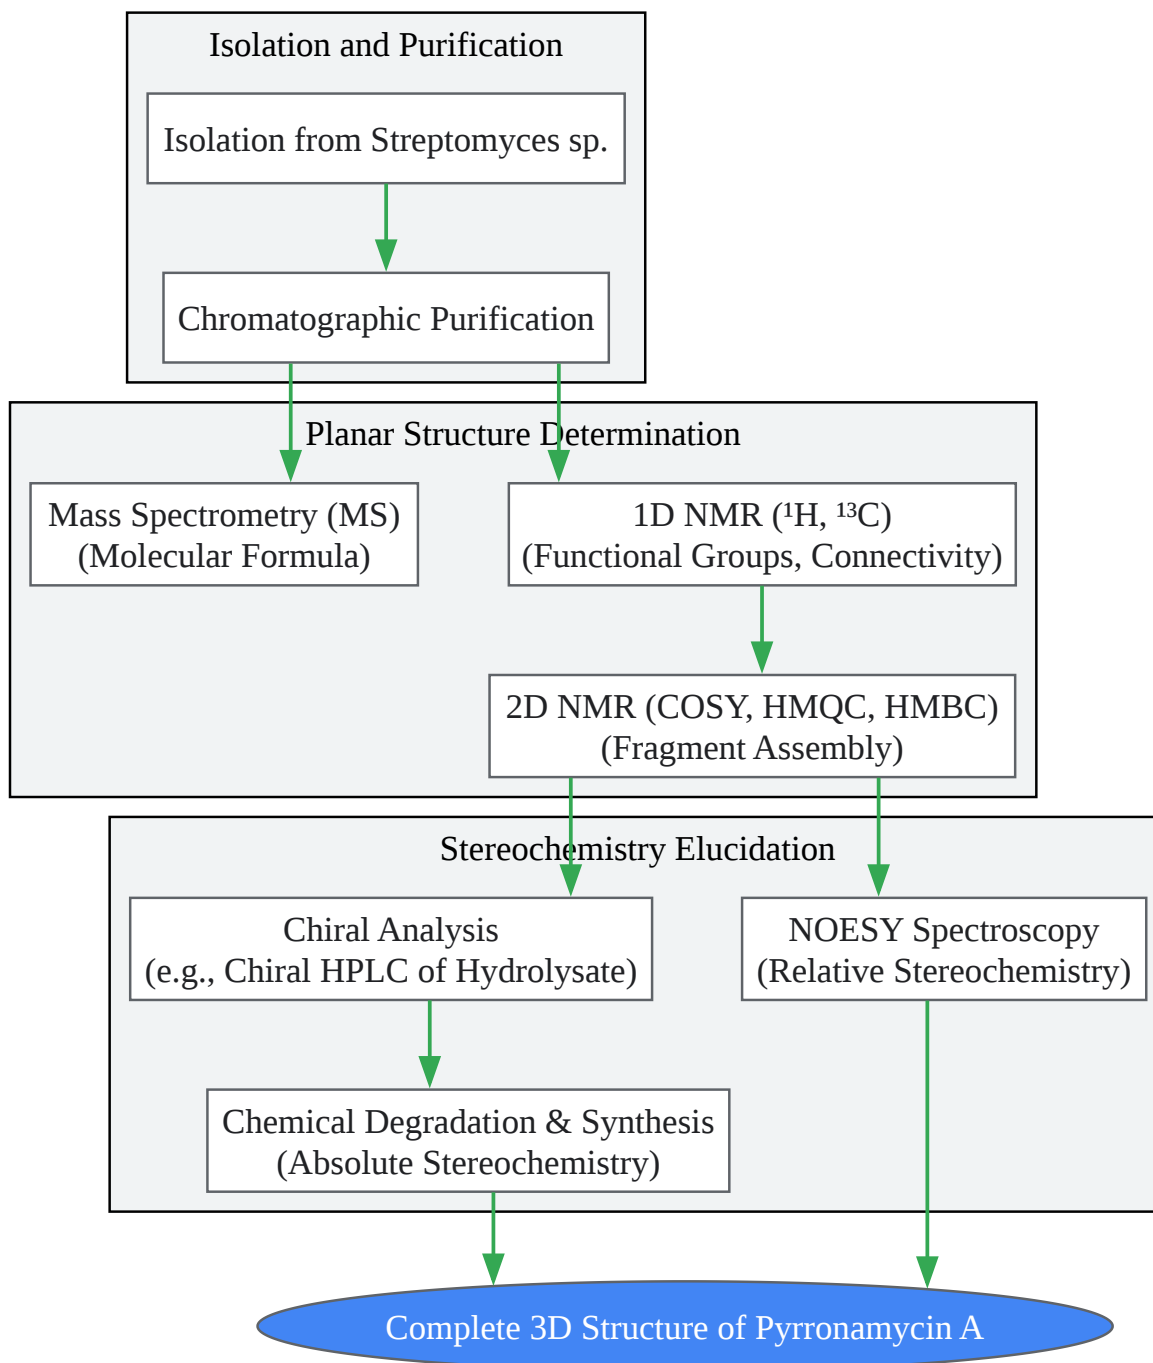 Isolation and Purification
Isolation from Streptomyces sp.
Chromatographic Purification
Planar Structure Determination
Mass Spectrometry (MS)
(Molecular Formula)
1D NMR (¹H, ¹³C)
(Functional Groups, Connectivity)
2D NMR (COSY, HMQC, HMBC)
(Fragment Assembly)
Stereochemistry Elucidation
Chiral Analysis
(e.g., Chiral HPLC of Hydrolysate)
NOESY Spectroscopy
(Relative Stereochemistry)
Chemical Degradation & Synthesis
(Absolute Stereochemistry)
Complete 3D Structure of Pyrronamycin A